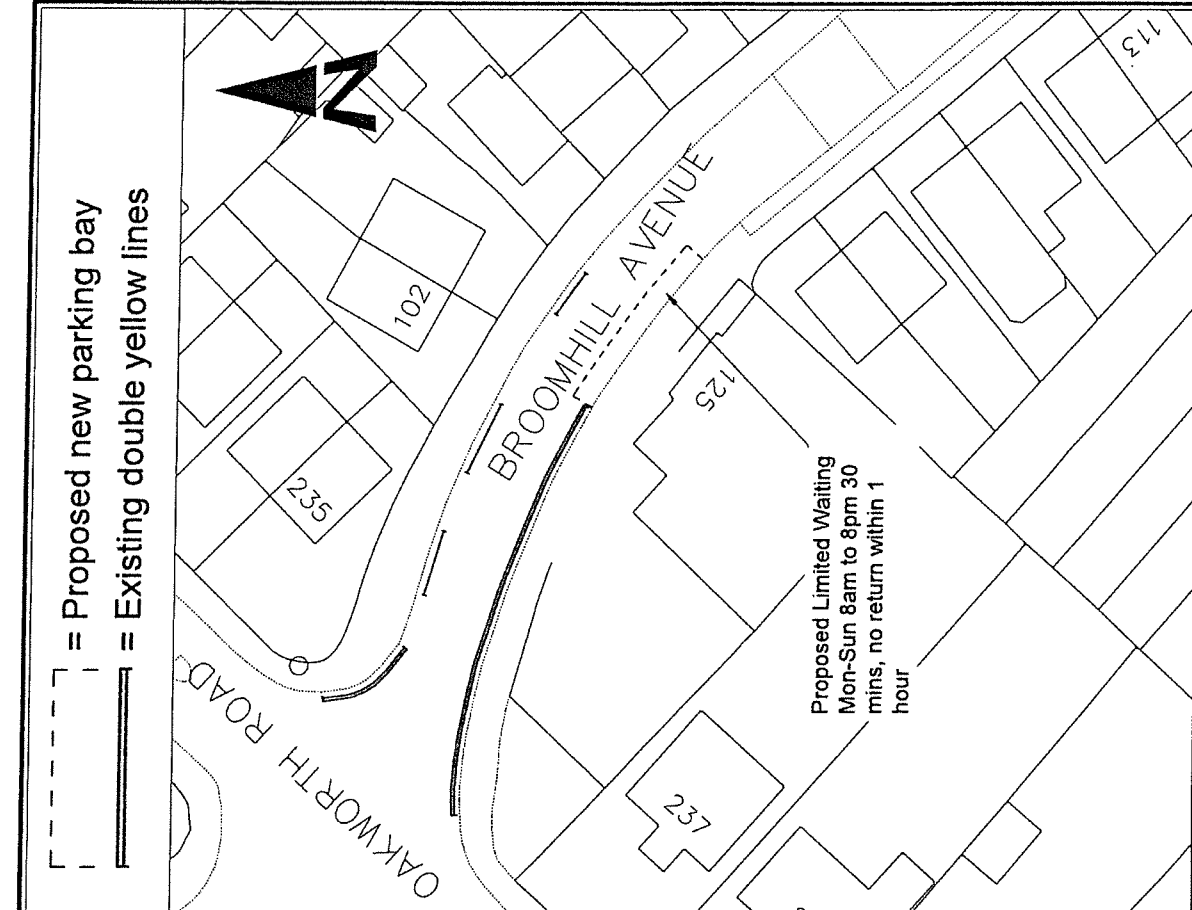 = Proposed new parking bay
= Existing double yellow lines
N
113
102
BROOMHILL AVENUE
235
125
OAKWORTH ROAD
Proposed Limited Waiting
Mon-Sun 8am to 8pm 30
mins, no return within 1
hour
237